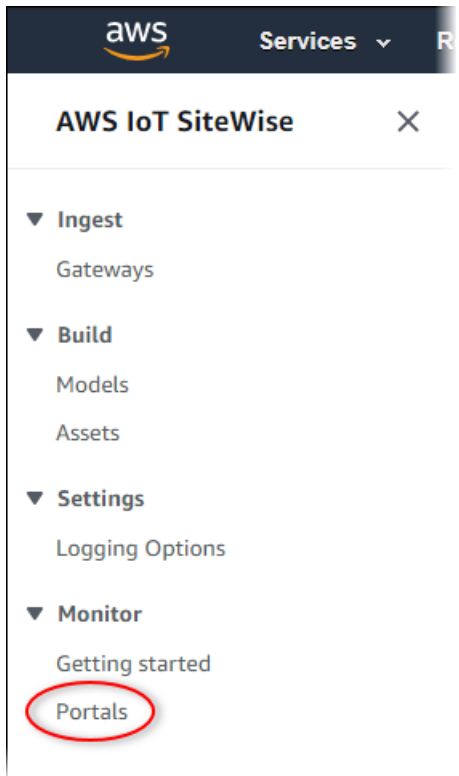 aws Services R
AWS IoT SiteWise
Ingest
Gateways
Build
Models
Assets
Settings
Logging Options
Monitor
Getting started
Portals